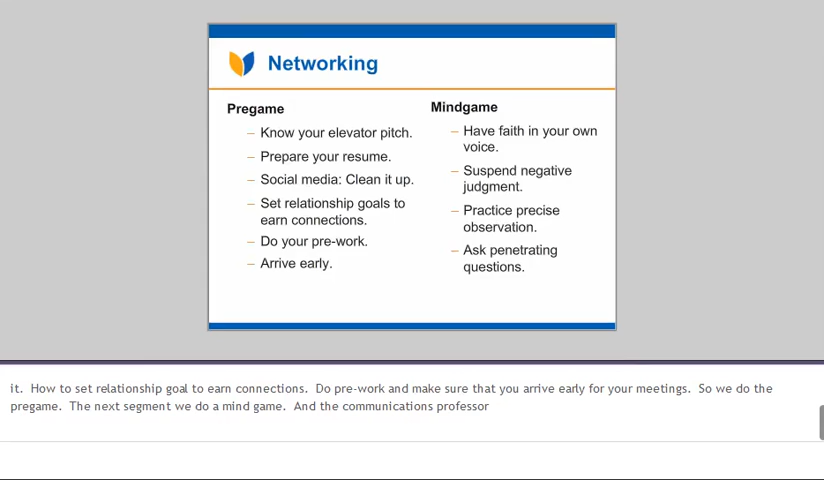 Networking
Pregame
– Know your elevator pitch.
– Prepare your resume.
– Social media: Clean it up.
– Set relationship goals to
earn connections.
– Do your pre-work.
– Arrive early.
Mindgame
– Have faith in your own
voice.
– Suspend negative
judgment.
– Practice precise
observation.
– Ask penetrating
questions.
it.  How to set relationship goal to earn connections.  Do pre-work and make sure that you arrive early for your meetings.  So we do the
pregame.  The next segment we do a mind game.  And the communications professor